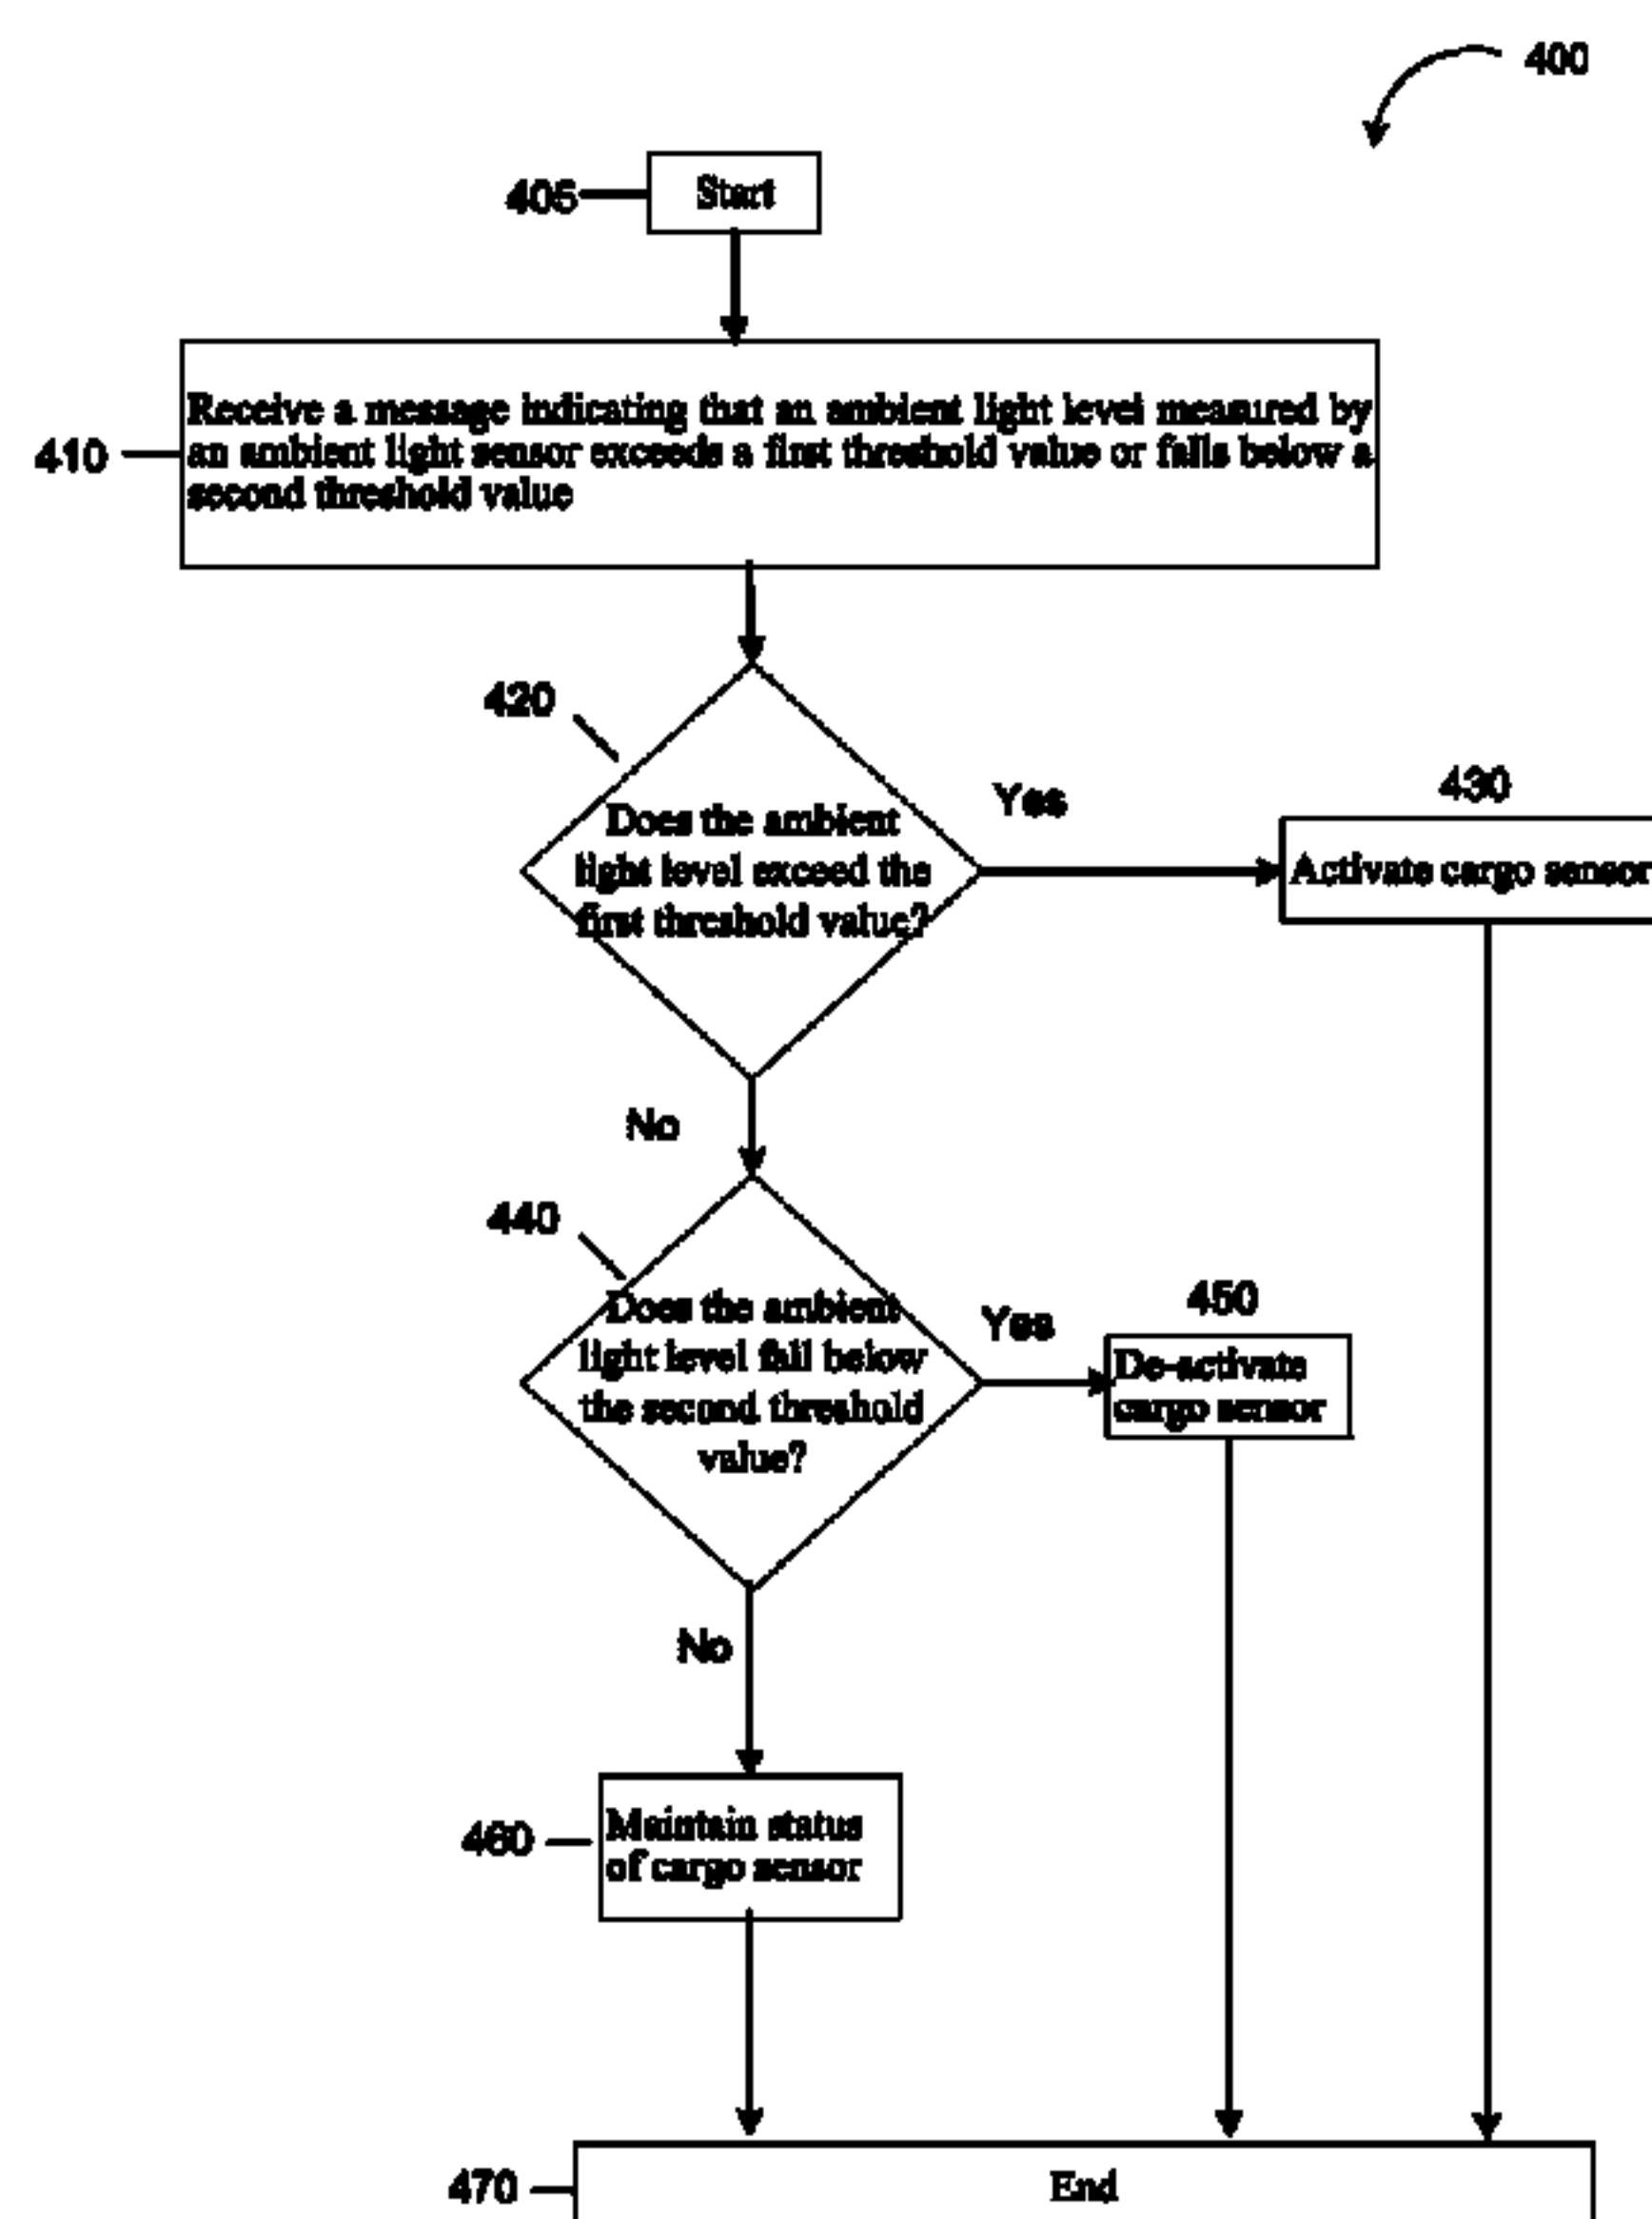 400
405
Start
410
Receive a message indicating that an ambient light level measured by
an ambient light sensor exceeds a first threshold value or falls below a
second threshold value
420
Does the ambient
light level exceed the
first threshold value?
Yes
430
Activate cargo sensor
No
440
Does the ambient
light level fall below
the second threshold
value?
Yes
450
De-activate
cargo sensor
No
460
Maintain status
of cargo sensor
470
End